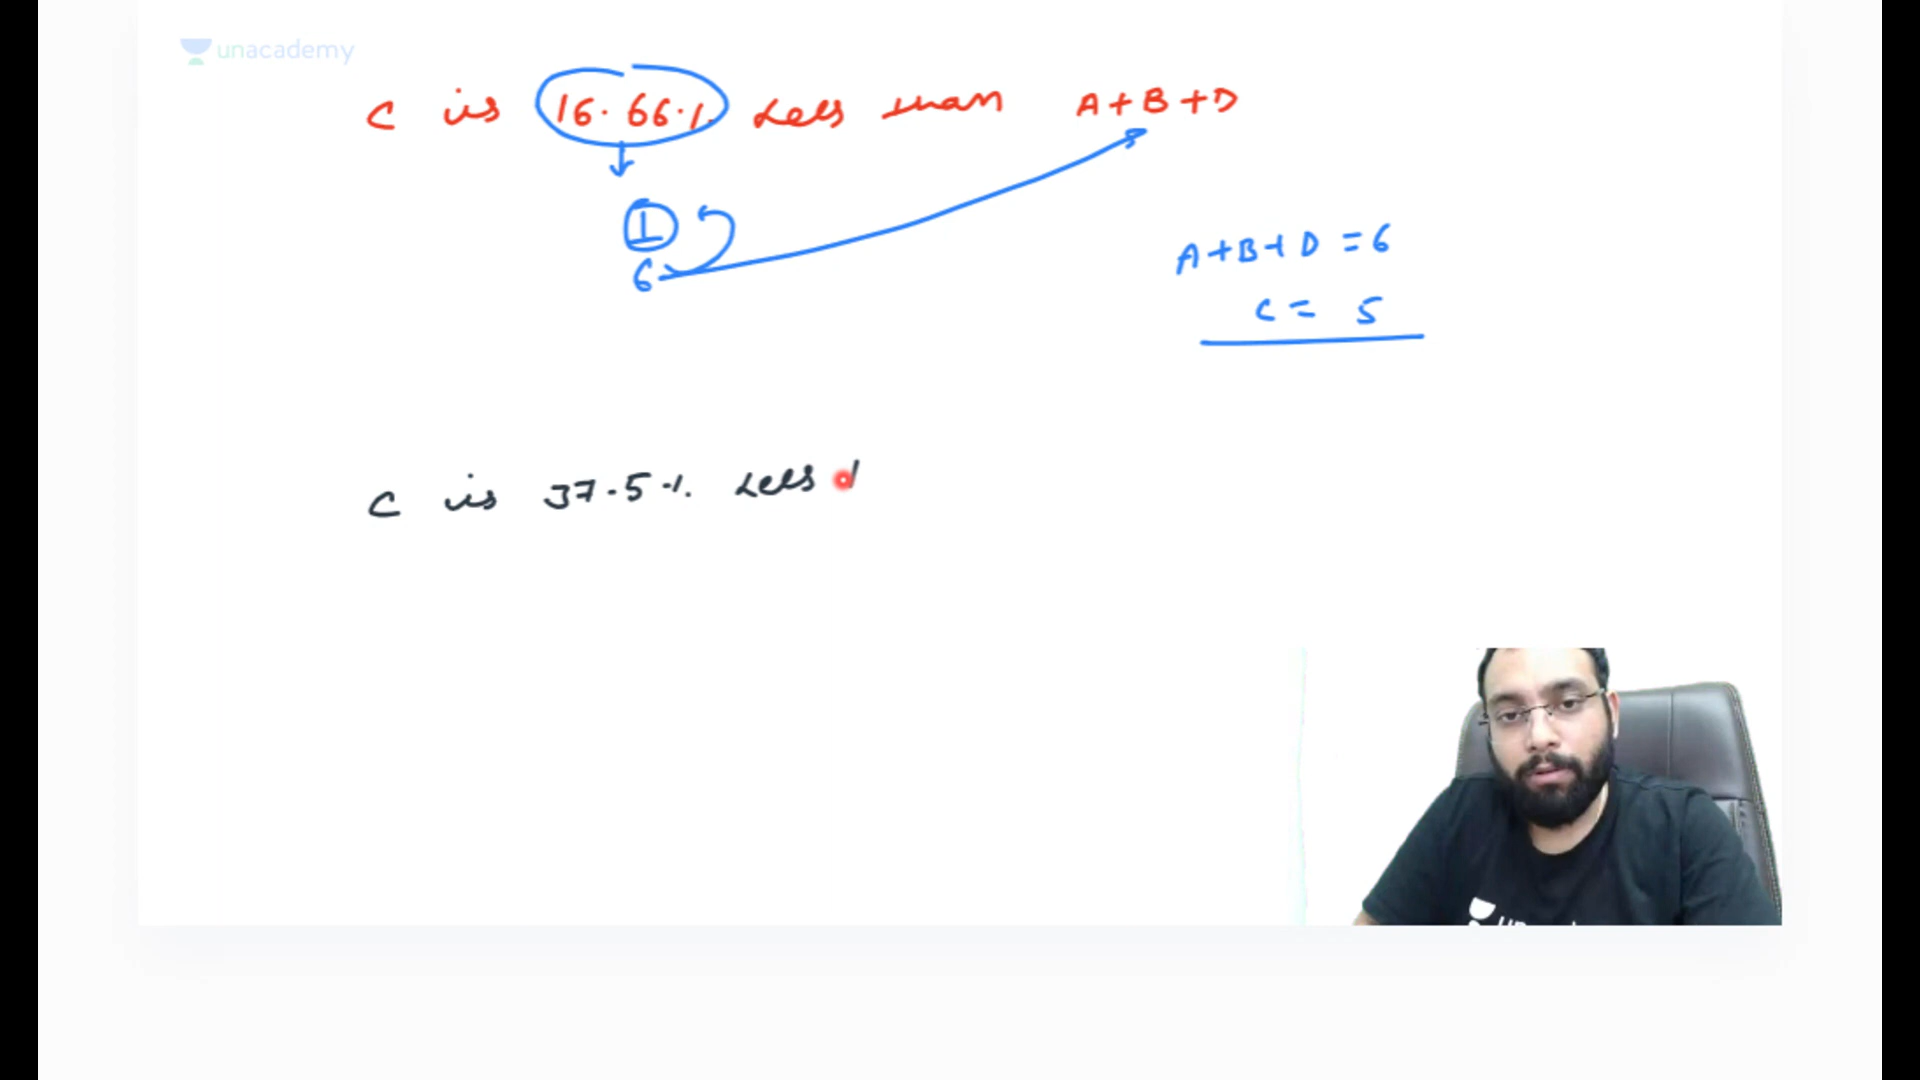 unacademy
C is 16.66% Less than A+B+D
1
6
A+B+D = 6
C = 5
C is 37.5% Less